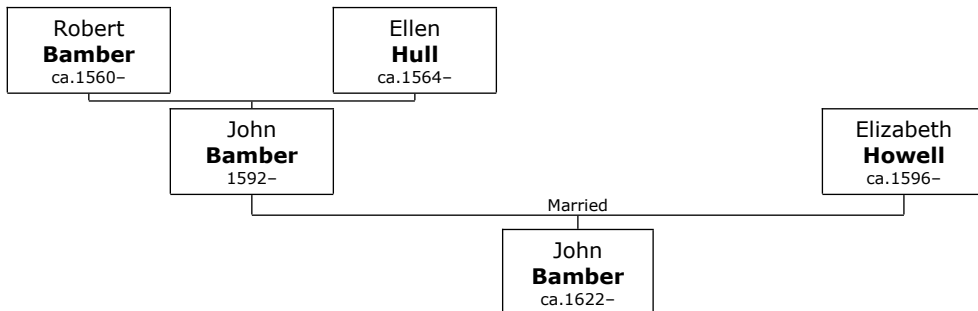 Robert
Bamber
ca.1560–
Ellen
Hull
ca.1564–
John
Bamber
1592–
Elizabeth
Howell
ca.1596–
Married
John
Bamber
ca.1622–